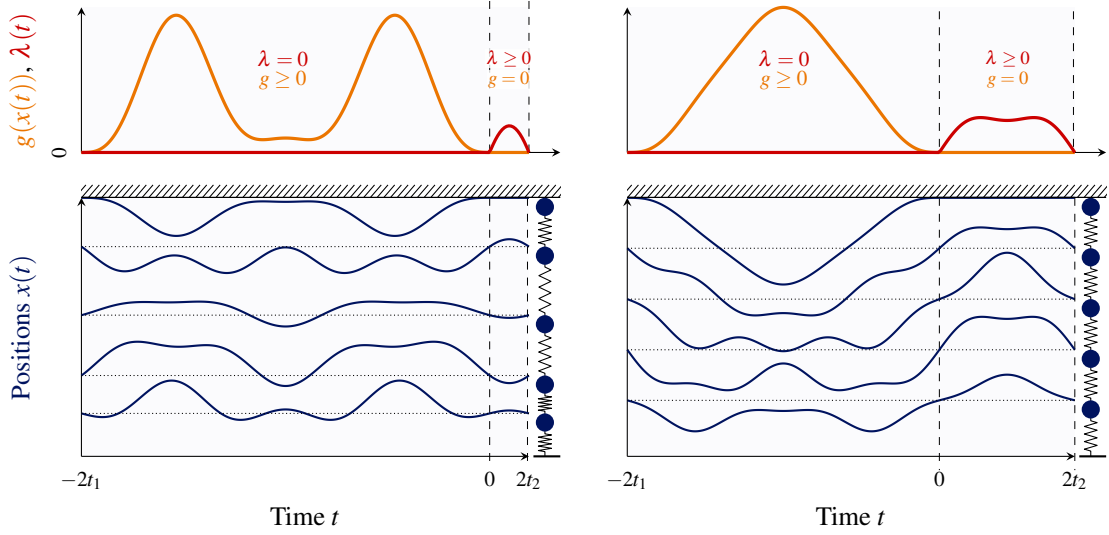 g(x(t)), λ(t)
0
λ = 0
g ≥ 0
λ ≥ 0
g = 0
λ = 0
g ≥ 0
λ ≥ 0
g = 0
Positions x(t)
−2t₁
0
2t₂
−2t₁
0
2t₂
Time t
Time t